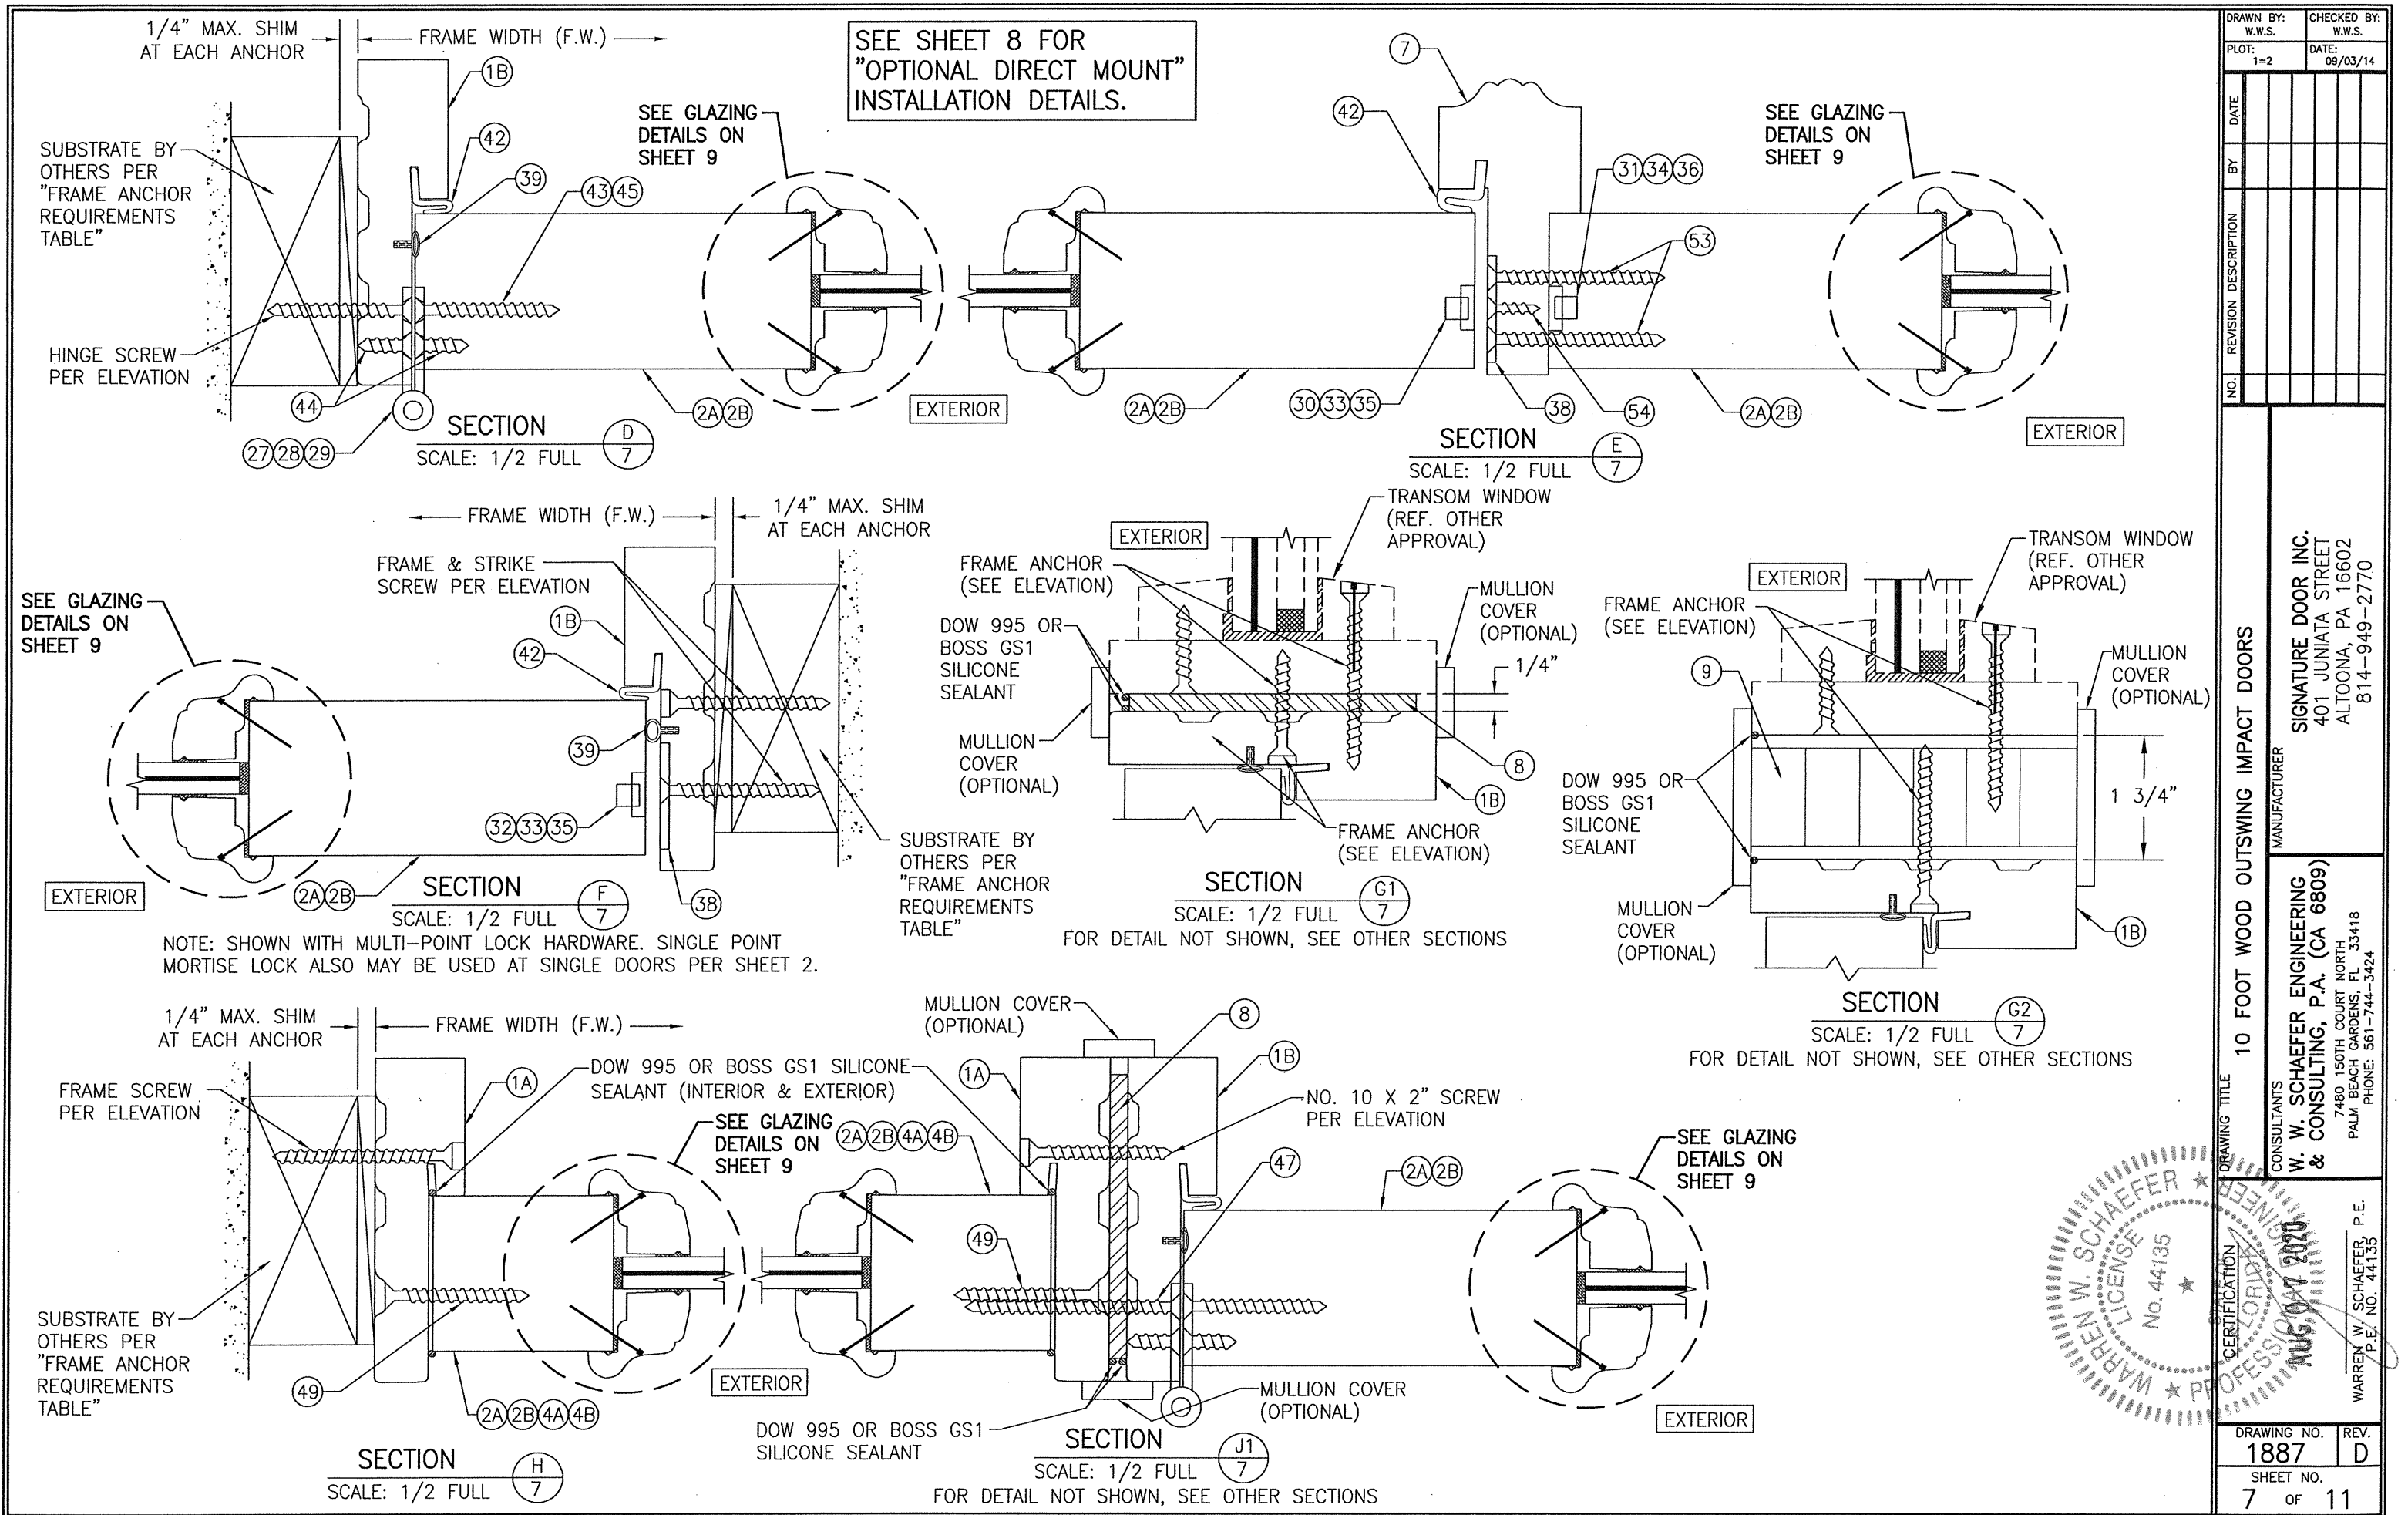 1/4" MAX. SHIM
AT EACH ANCHOR
FRAME WIDTH (F.W.)
1B
SUBSTRATE BY
OTHERS PER
"FRAME ANCHOR
REQUIREMENTS
TABLE"
42
39
43 45
SEE GLAZING
DETAILS ON
SHEET 9
HINGE SCREW
PER ELEVATION
44
27 28 29
2A 2B
EXTERIOR
SECTION
D
7
SCALE: 1/2 FULL
SEE SHEET 8 FOR
"OPTIONAL DIRECT MOUNT"
INSTALLATION DETAILS.
7
42
31 34 36
SEE GLAZING
DETAILS ON
SHEET 9
53
2A 2B
30 33 35
38
54
2A 2B
EXTERIOR
SECTION
E
7
SCALE: 1/2 FULL
FRAME WIDTH (F.W.)
1/4" MAX. SHIM
AT EACH ANCHOR
FRAME & STRIKE
SCREW PER ELEVATION
SEE GLAZING
DETAILS ON
SHEET 9
1B
42
39
32 33 35
EXTERIOR
2A 2B
38
SUBSTRATE BY
OTHERS PER
"FRAME ANCHOR
REQUIREMENTS
TABLE"
SECTION
F
7
SCALE: 1/2 FULL
NOTE: SHOWN WITH MULTI-POINT LOCK HARDWARE. SINGLE POINT
MORTISE LOCK ALSO MAY BE USED AT SINGLE DOORS PER SHEET 2.
TRANSOM WINDOW
(REF. OTHER
APPROVAL)
EXTERIOR
FRAME ANCHOR
(SEE ELEVATION)
DOW 995 OR
BOSS GS1
SILICONE
SEALANT
MULLION
COVER
(OPTIONAL)
1/4"
MULLION
COVER
(OPTIONAL)
8
1B
FRAME ANCHOR
(SEE ELEVATION)
SECTION
G1
7
SCALE: 1/2 FULL
FOR DETAIL NOT SHOWN, SEE OTHER SECTIONS
TRANSOM WINDOW
(REF. OTHER
APPROVAL)
EXTERIOR
FRAME ANCHOR
(SEE ELEVATION)
9
MULLION
COVER
(OPTIONAL)
DOW 995 OR
BOSS GS1
SILICONE
SEALANT
1 3/4"
MULLION
COVER
(OPTIONAL)
1B
SECTION
G2
7
SCALE: 1/2 FULL
FOR DETAIL NOT SHOWN, SEE OTHER SECTIONS
1/4" MAX. SHIM
AT EACH ANCHOR
FRAME WIDTH (F.W.)
FRAME SCREW
PER ELEVATION
1A
DOW 995 OR BOSS GS1 SILICONE
SEALANT (INTERIOR & EXTERIOR)
SEE GLAZING
DETAILS ON
SHEET 9
SUBSTRATE BY
OTHERS PER
"FRAME ANCHOR
REQUIREMENTS
TABLE"
49
2A 2B 4A 4B
EXTERIOR
SECTION
H
7
SCALE: 1/2 FULL
MULLION COVER
(OPTIONAL)
8
1A
1B
NO. 10 X 2" SCREW
PER ELEVATION
2A 2B 4A 4B
47
49
2A 2B
SEE GLAZING
DETAILS ON
SHEET 9
DOW 995 OR BOSS GS1
SILICONE SEALANT
MULLION COVER
(OPTIONAL)
EXTERIOR
SECTION
J1
7
SCALE: 1/2 FULL
FOR DETAIL NOT SHOWN, SEE OTHER SECTIONS
DRAWN BY:
W.W.S.
CHECKED BY:
W.W.S.
PLOT:
1=2
DATE:
09/03/14
NO.
REVISION DESCRIPTION
BY
DATE
DRAWING TITLE
10 FOOT WOOD OUTSWING IMPACT DOORS
MANUFACTURER
SIGNATURE DOOR INC.
401 JUNIATA STREET
ALTOONA, PA 16602
814-949-2770
CONSULTANTS
W. W. SCHAEFER ENGINEERING
& CONSULTING, P.A. (CA 6809)
7480 150TH COURT NORTH
PALM BEACH GARDENS, FL 33418
PHONE: 561-744-3424
CERTIFICATION
WARREN W. SCHAEFER, P.E.
P.E. NO. 44135
WARREN W. SCHAEFER
PROFESSIONAL ENGINEER
LICENSE
No. 44135
STATE OF
FLORIDA
AUG 07 2020
DRAWING NO.
1887
REV.
D
SHEET NO.
7 OF 11